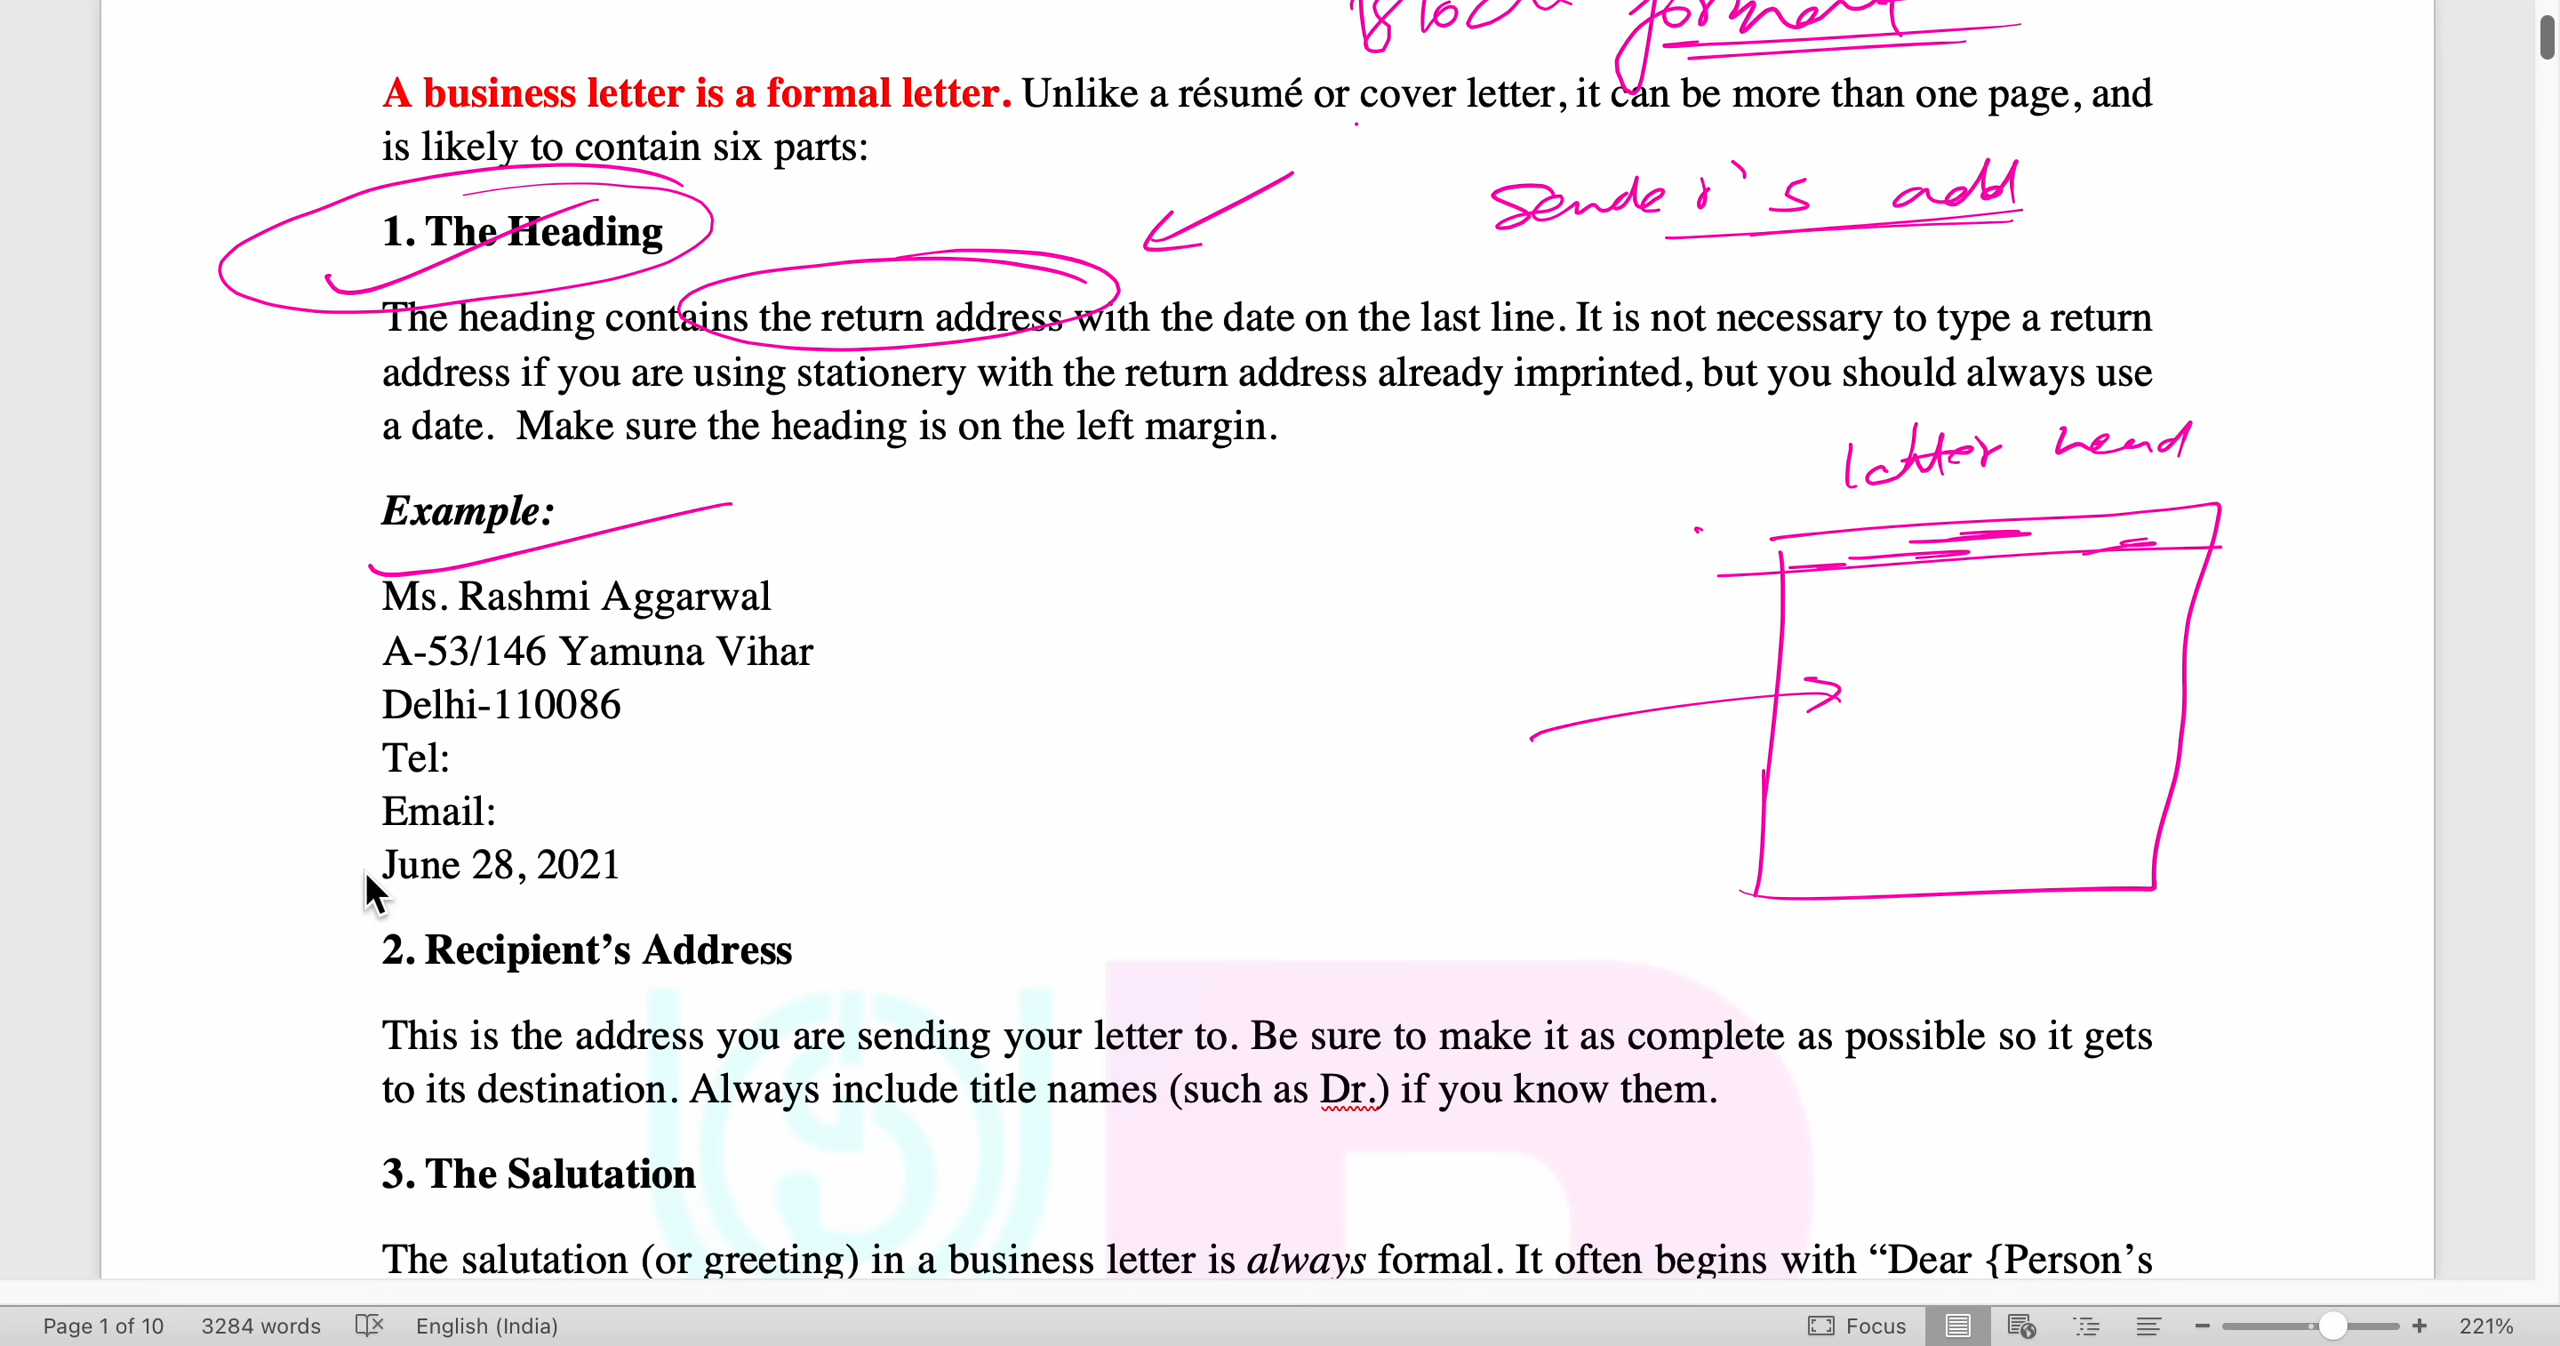 Block format
A business letter is a formal letter. Unlike a résumé or cover letter, it can be more than one page, and
is likely to contain six parts:
sender's add
1. The Heading
The heading contains the return address with the date on the last line. It is not necessary to type a return
address if you are using stationery with the return address already imprinted, but you should always use
a date. Make sure the heading is on the left margin.
letter head
Example:
Ms. Rashmi Aggarwal
A-53/146 Yamuna Vihar
Delhi-110086
Tel:
Email:
June 28, 2021
2. Recipient’s Address
This is the address you are sending your letter to. Be sure to make it as complete as possible so it gets
to its destination. Always include title names (such as Dr.) if you know them.
3. The Salutation
The salutation (or greeting) in a business letter is always formal. It often begins with “Dear {Person’s
Page 1 of 10 3284 words English (India) Focus 221%